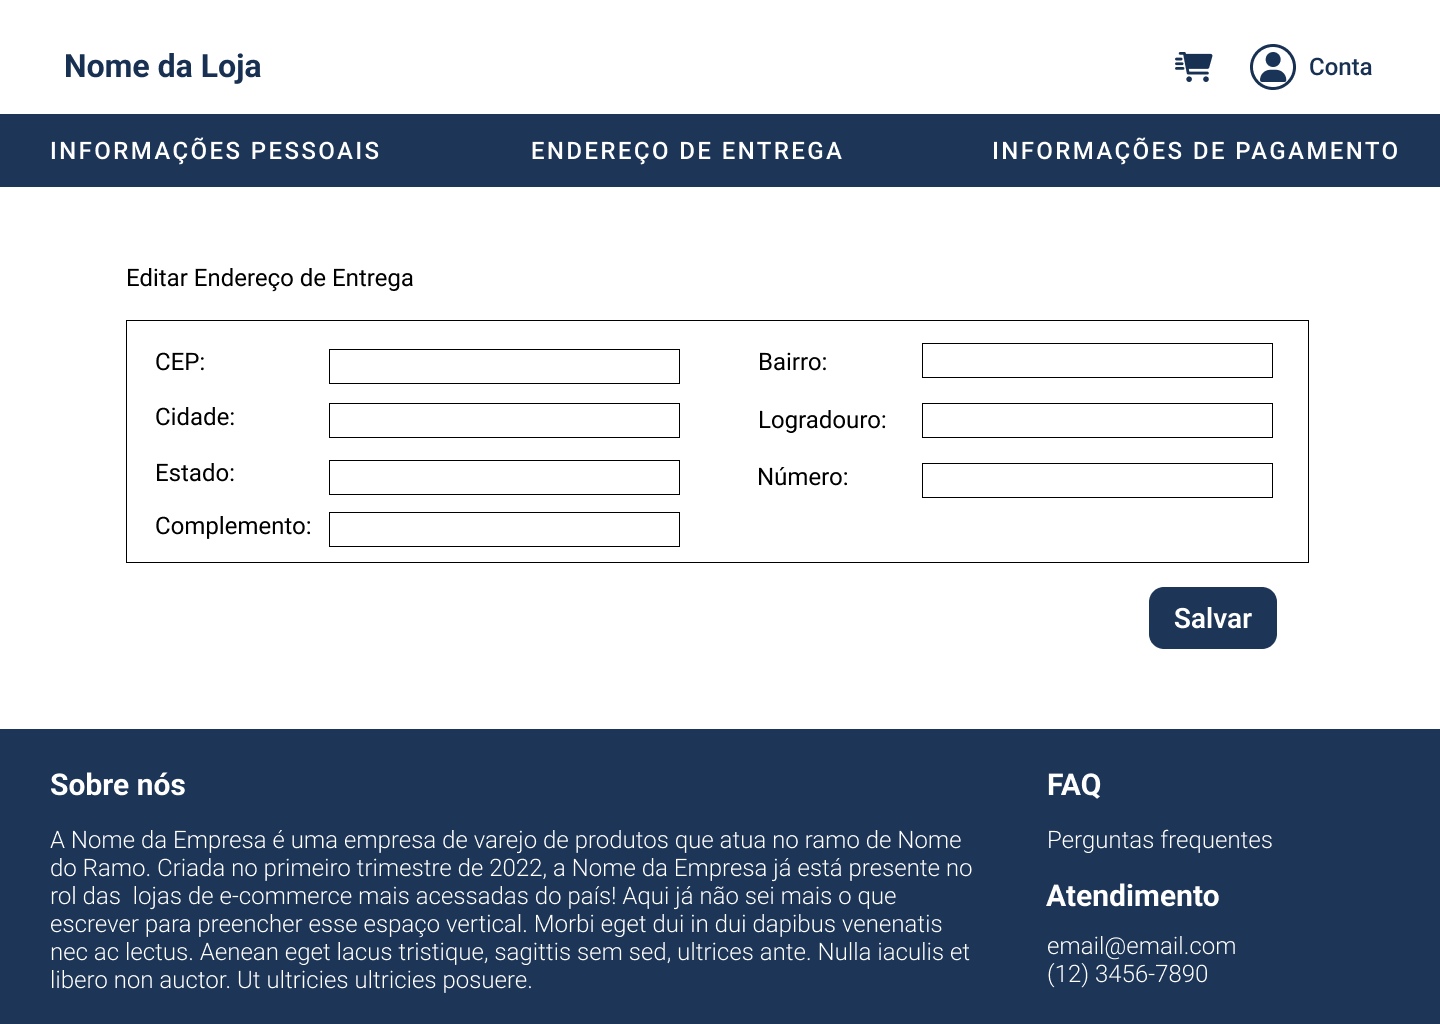 Nome da Loja
Conta
INFORMAÇÕES PESSOAIS
ENDEREÇO DE ENTREGA
INFORMAÇÕES DE PAGAMENTO
Editar Endereço de Entrega
CEP:
Bairro:
Cidade:
Logradouro:
Estado:
Número:
Complemento:
Salvar
Sobre nós
A Nome da Empresa é uma empresa de varejo de produtos que atua no ramo de Nome
do Ramo. Criada no primeiro trimestre de 2022, a Nome da Empresa já está presente no
rol das  lojas de e-commerce mais acessadas do país! Aqui já não sei mais o que
escrever para preencher esse espaço vertical. Morbi eget dui in dui dapibus venenatis
nec ac lectus. Aenean eget lacus tristique, sagittis sem sed, ultrices ante. Nulla iaculis et
libero non auctor. Ut ultricies ultricies posuere.
FAQ
Perguntas frequentes
Atendimento
email@email.com
(12) 3456-7890